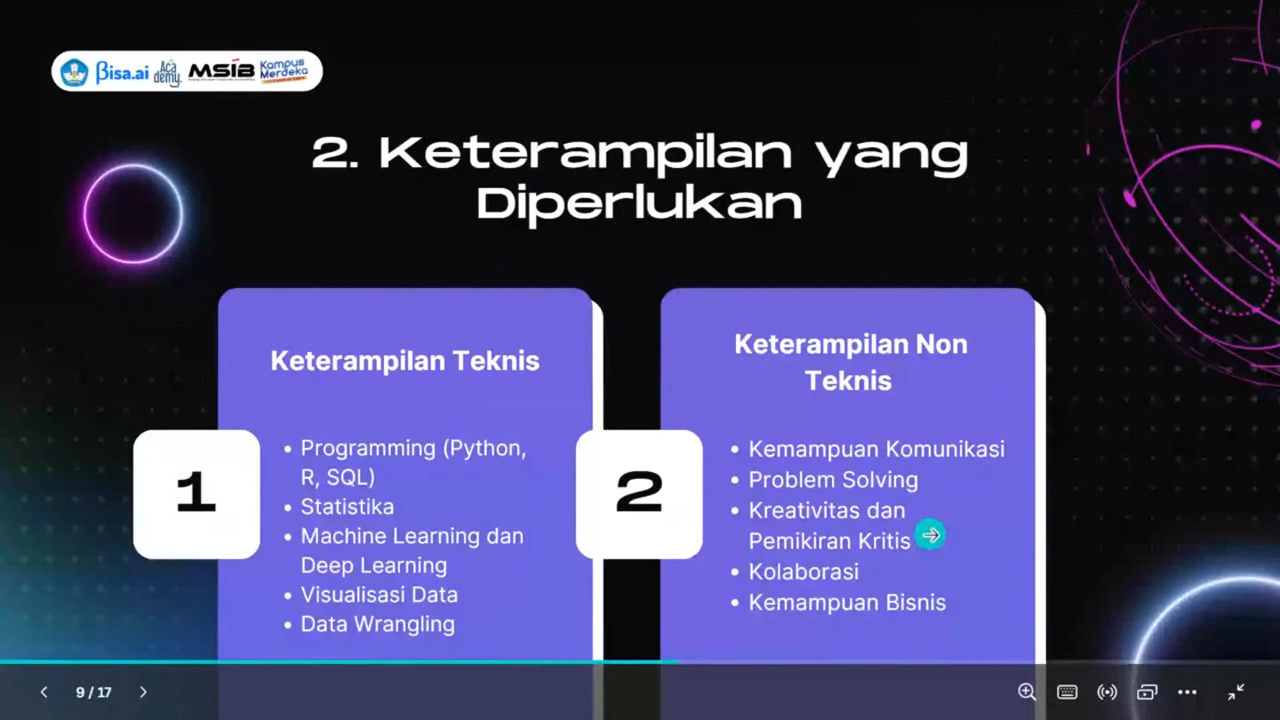 βisa.ai
Aca
demy.
MSIB
Kampus
Merdeka
2. Keterampilan yang
Diperlukan
1
Keterampilan Teknis
• Programming (Python,
R, SQL)
• Statistika
• Machine Learning dan
Deep Learning
• Visualisasi Data
• Data Wrangling
2
Keterampilan Non
Teknis
• Kemampuan Komunikasi
• Problem Solving
• Kreativitas dan
Pemikiran Kritis
• Kolaborasi
• Kemampuan Bisnis
9 / 17